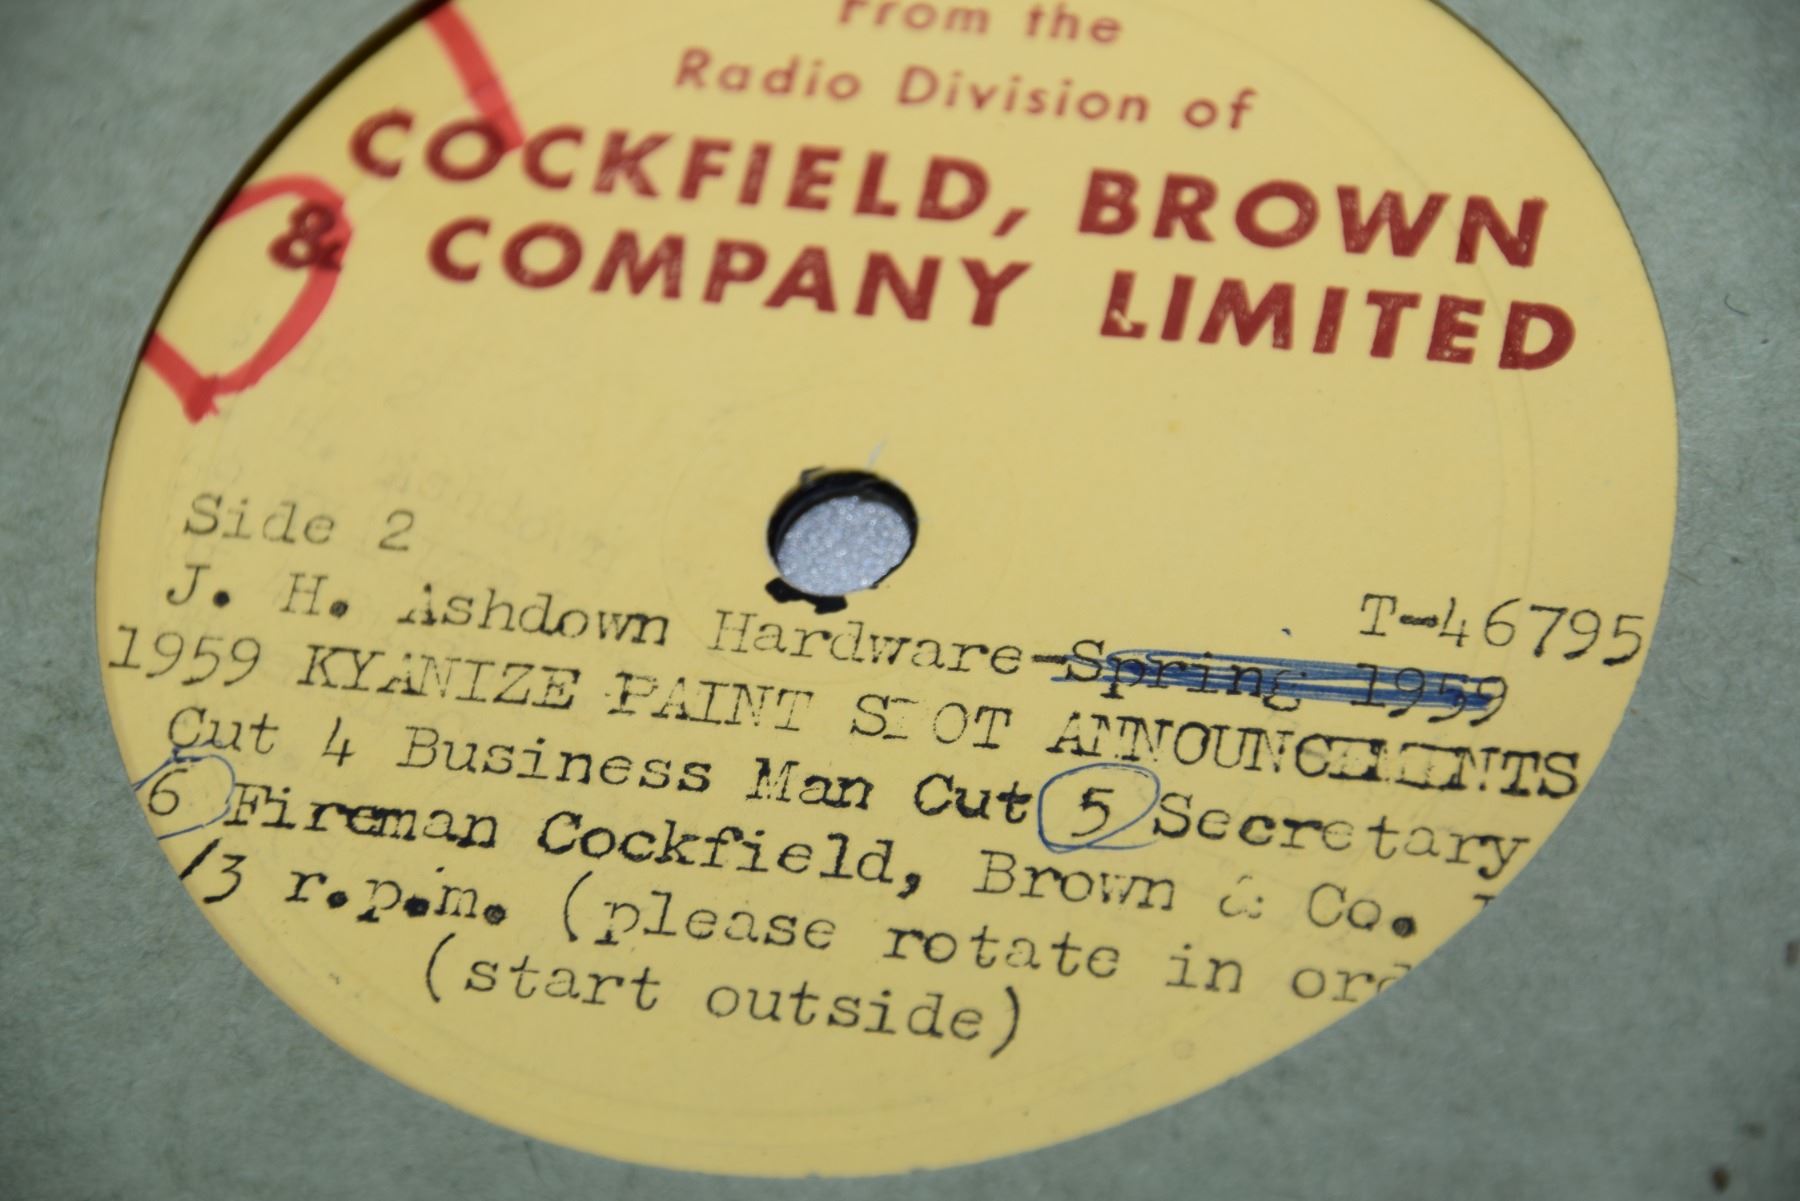 From the
Radio Division of
COCKFIELD, BROWN
& COMPANY LIMITED
Side 2
T-46795
J. H. Ashdown Hardware-Spring 1959
1959 KYANIZE PAINT SPOT ANNOUNCEMENTS
Cut 4 Business Man Cut 5 Secretary
6 Fireman Cockfield, Brown & Co.
/3 r.p.m. (please rotate in ord
(start outside)